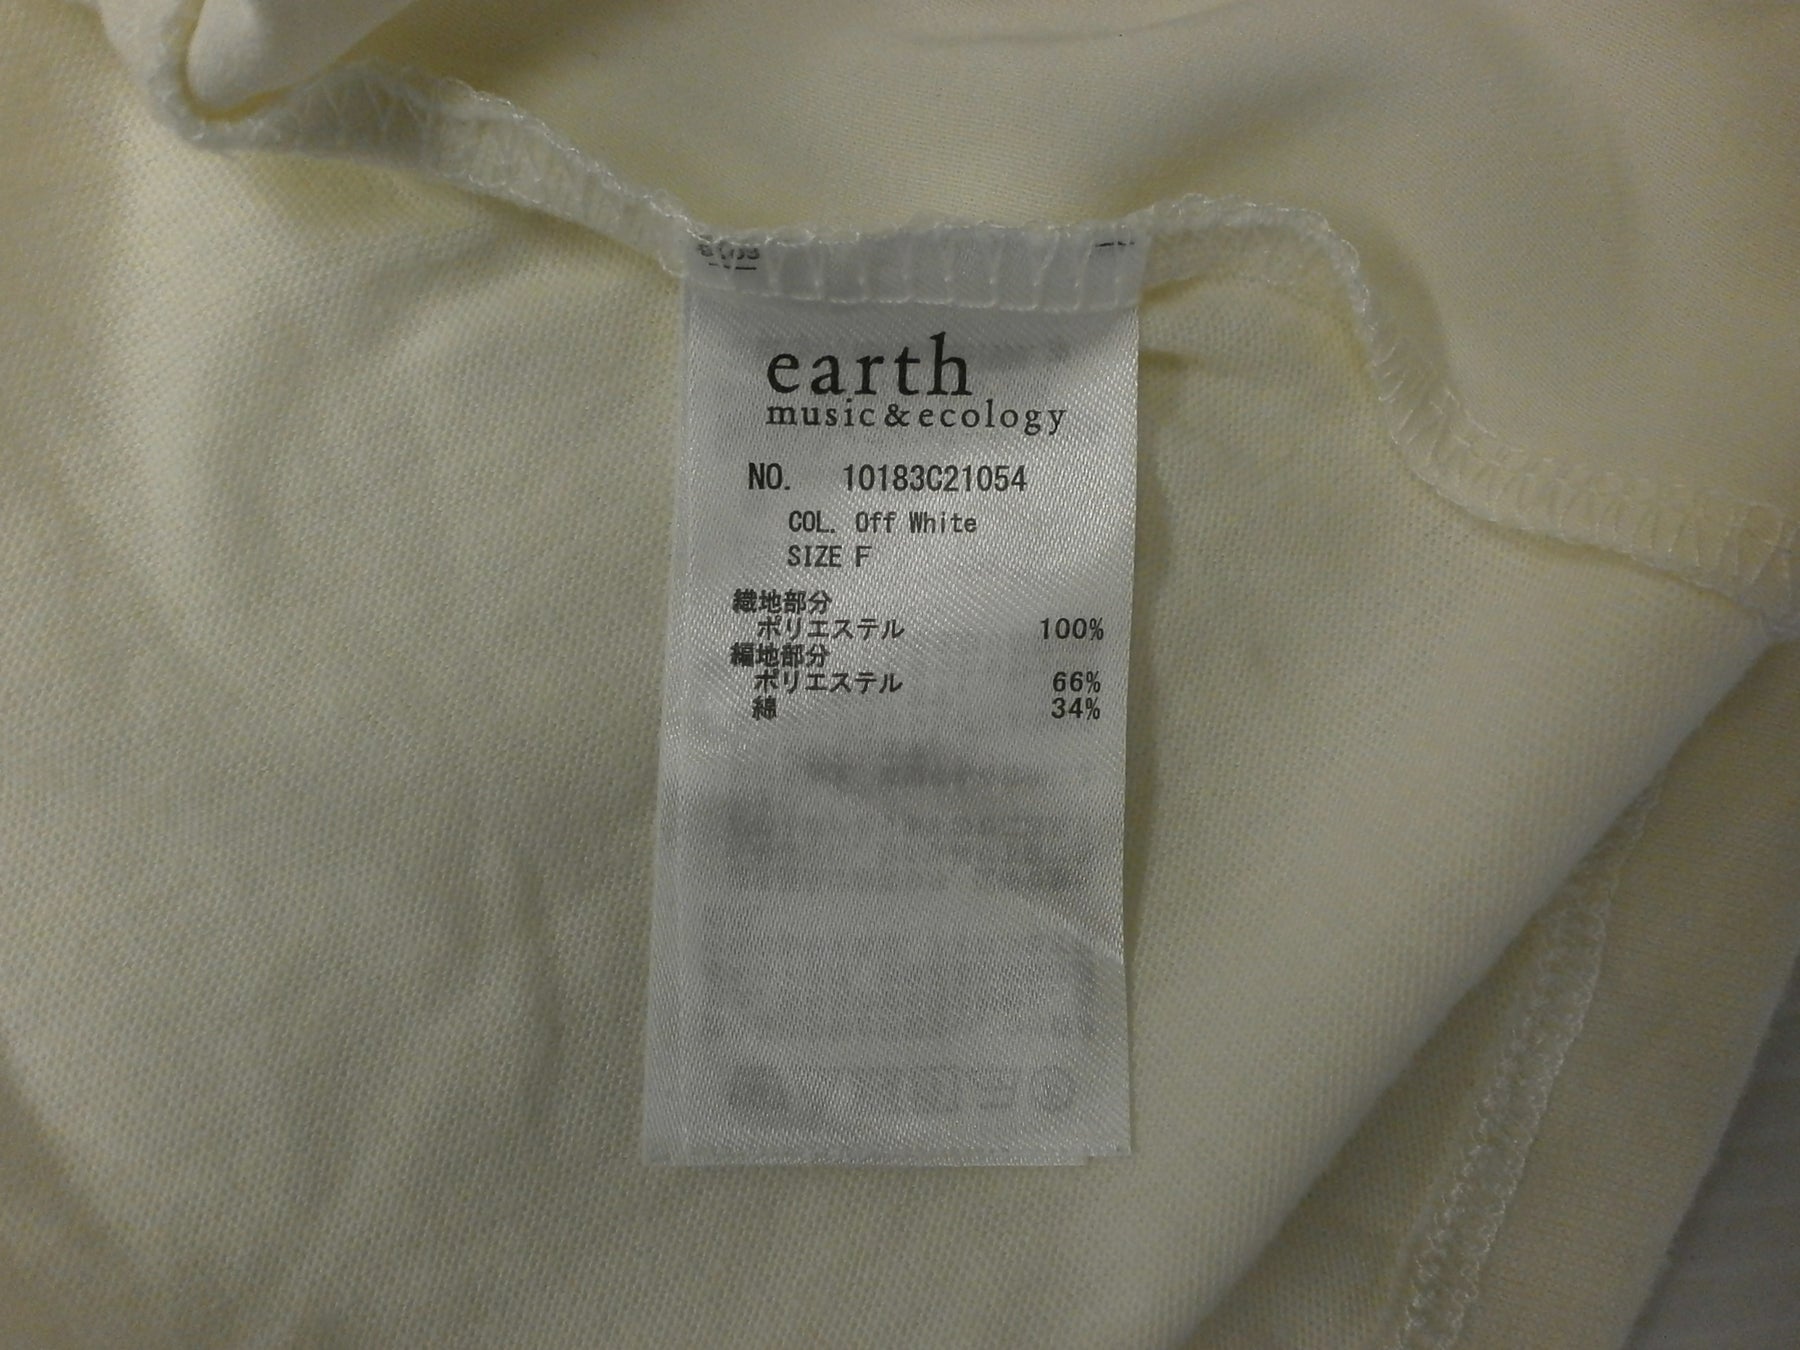 earth
music&ecology
NO. 10183C21054
COL. Off White
SIZE F
織地部分
ポリエステル 100%
編地部分
ポリエステル 66%
綿 34%